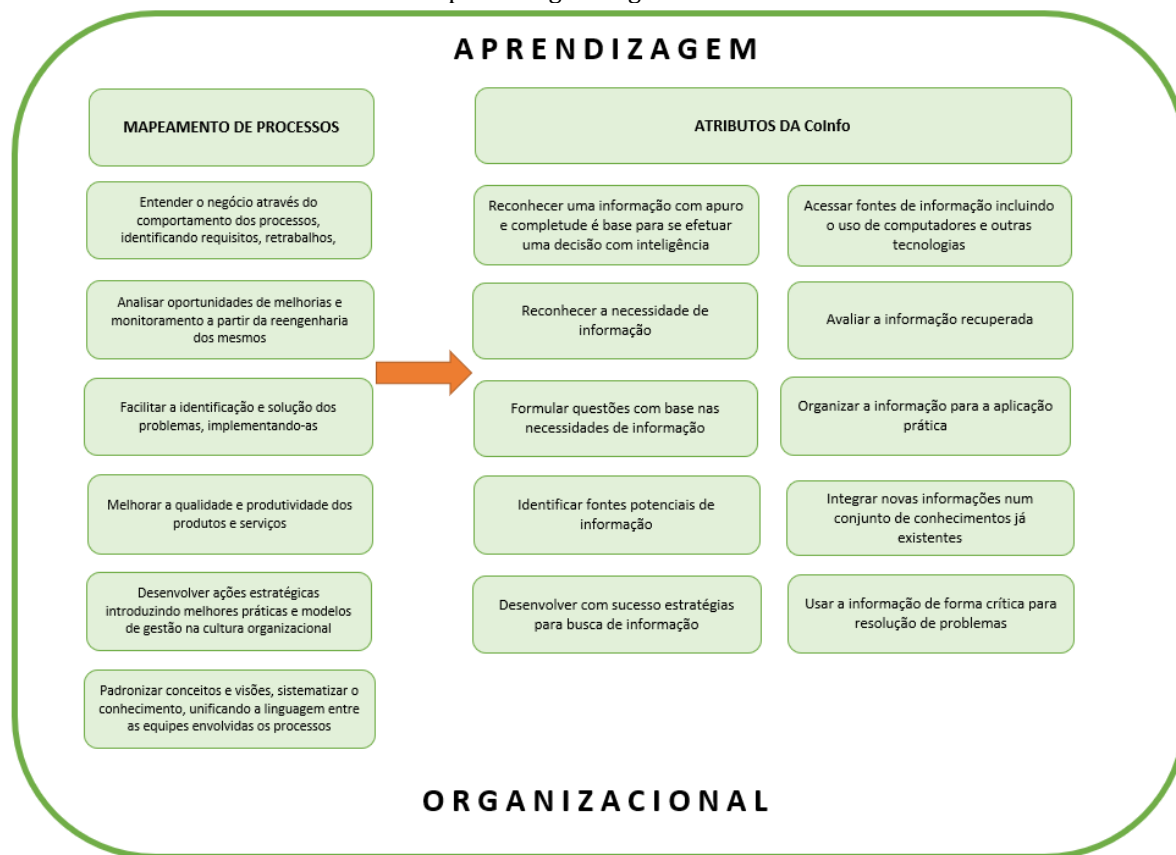 APRENDIZAGEM
MAPEAMENTO DE PROCESSOS
Entender o negócio através do
comportamento dos processos,
identificando requisitos, retrabalhos,
Analisar oportunidades de melhorias e
monitoramento a partir da reengenharia
dos mesmos
Facilitar a identificação e solução dos
problemas, implementando-as
Melhorar a qualidade e produtividade dos
produtos e serviços
Desenvolver ações estratégicas
introduzindo melhores práticas e modelos
de gestão na cultura organizacional
Padronizar conceitos e visões, sistematizar o
conhecimento, unificando a linguagem entre
as equipes envolvidas os processos
ATRIBUTOS DA CoInfo
Reconhecer uma informação com apuro
e completude é base para se efetuar
uma decisão com inteligência
Reconhecer a necessidade de
informação
Formular questões com base nas
necessidades de informação
Identificar fontes potenciais de
informação
Desenvolver com sucesso estratégias
para busca de informação
Acessar fontes de informação incluindo
o uso de computadores e outras
tecnologias
Avaliar a informação recuperada
Organizar a informação para a aplicação
prática
Integrar novas informações num
conjunto de conhecimentos já
existentes
Usar a informação de forma crítica para
resolução de problemas
ORGANIZACIONAL